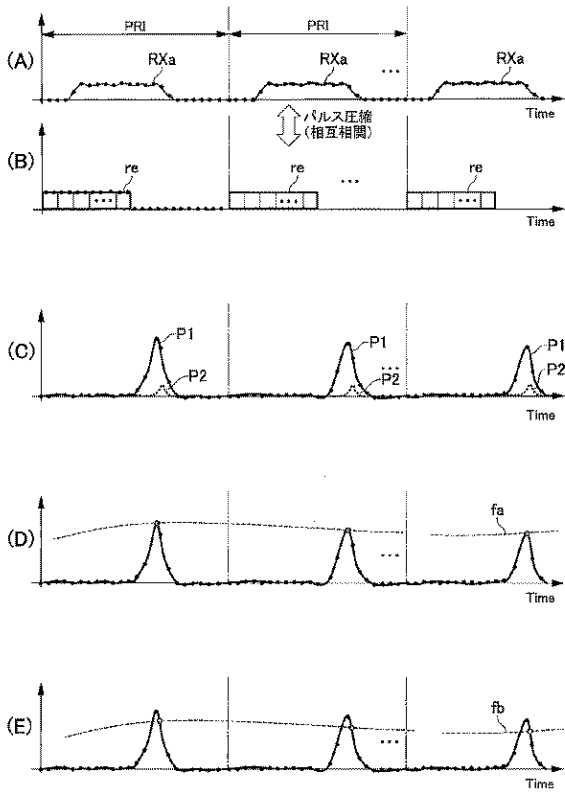 PRI PRI
(A) RXa RXa ... RXa
Time
パルス圧縮
(相互相関)
(B) re re ... re
... ... ...
Time
(C) P1 P1 ... P1
P2 P2 P2
Time
(D) fa
...
Time
(E) fb
...
Time